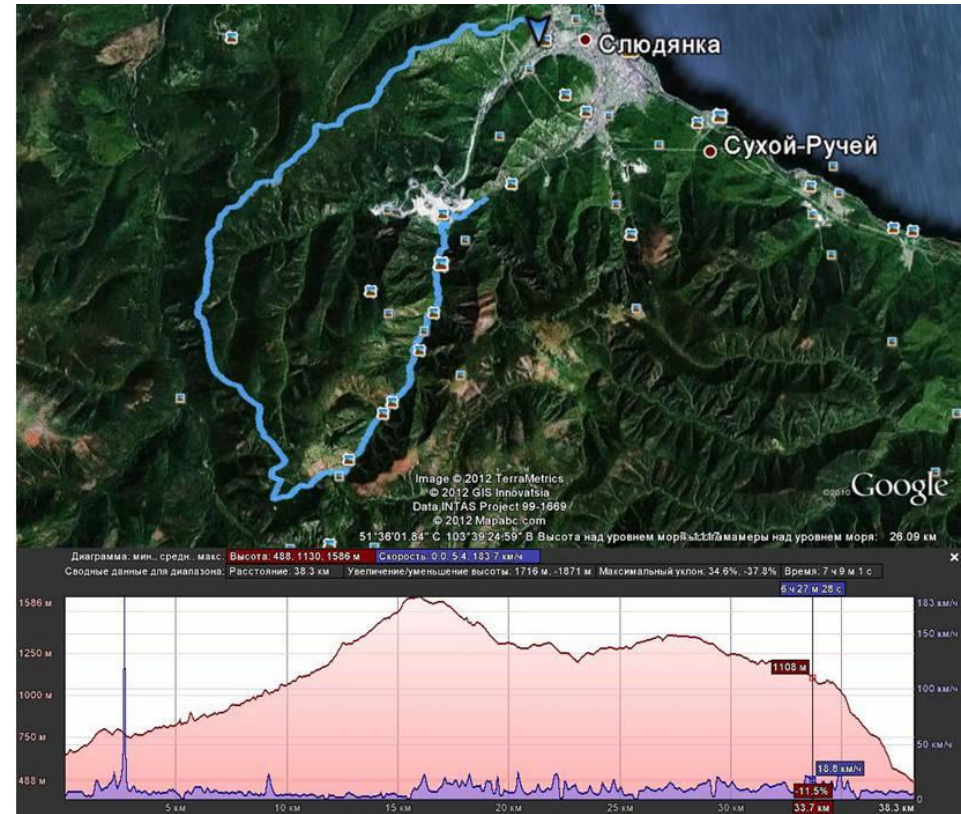 Слюдянка
Сухой-Ручей
Image © 2012 TerraMetrics
© 2012 GIS Innovatsia
Data INTAS Project 99-1669
© 2012 Mapabc.com
©2010 Google
51°36'01.84" С 103°39'24.59" В Высота над уровнем моря над уровнем моря: 26.09 км
Диаграмма: мин., средн., макс. Высота: 488, 1130, 1586 м Скорость: 0.0, 5.4, 183.7 км/ч
Сводные данные для диапазона: Расстояние: 38.3 км Увеличение/уменьшение высоты: 1716 м, -1871 м Максимальный уклон: 34.6%, -37.8% Время: 7 ч 9 м 1 с
6 ч 27 м 28 с
1586 м 183 км/ч
150 км/ч
1250 м
1108 м
1000 м 100 км/ч
750 м
50 км/ч
18.8 км/ч
488 м
-11.5%
0
5 км 10 км 15 км 20 км 25 км 30 км 33.7 км 38.3 км